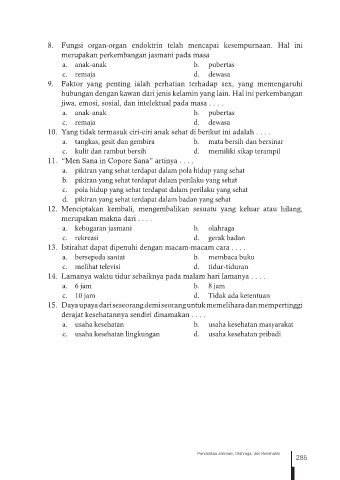 8. Fungsi organ-organ endoktrin telah mencapai kesempurnaan. Hal ini
merupakan perkembangan jasmani pada masa
a. anak-anak b. pubertas
c. remaja d. dewasa
9. Faktor yang penting ialah perhatian terhadap sex, yang memengaruhi
hubungan dengan kawan dari jenis kelamin yang lain. Hal ini perkembangan
jiwa, emosi, sosial, dan intelektual pada masa . . . .
a. anak-anak b. pubertas
c. remaja d. dewasa
10. Yang tidak termasuk ciri-ciri anak sehat di berikut ini adalah . . . .
a. tangkas, gesit dan gembira b. mata bersih dan bersinar
c. kulit dan rambut bersih d. memiliki sikap terampil
11. “Men Sana in Copore Sana” artinya . . . .
a. pikiran yang sehat terdapat dalam pola hidup yang sehat
b. pikiran yang sehat terdapat dalam perilaku yang sehat
c. pola hidup yang sehat terdapat dalam perilaku yang sehat
d. pikiran yang sehat terdapat dalam badan yang sehat
12. Menciptakan kembali, mengembalikan sesuatu yang keluar atau hilang,
merupakan makna dari . . . .
a. kebugaran jasmani b. olahraga
c. rekreasi d. gerak badan
13. Istirahat dapat dipenuhi dengan macam-macam cara . . . .
a. bersepeda santai b. membaca buku
c. melihat televisi d. tidur-tiduran
14. Lamanya waktu tidur sebaiknya pada malam hari lamanya . . . .
a. 6 jam b. 8 jam
c. 10 jam d. Tidak ada ketentuan
15. Daya upaya dari seseorang demi seorang untuk memelihara dan mempertinggi
derajat kesehatannya sendiri dinamakan . . . .
a. usaha kesehatan b. usaha kesehatan masyarakat
c. usaha kesehatan lingkungan d. usaha kesehatan pribadi
Pendidikan Jasmani, Olahraga, dan Kesehatan
285